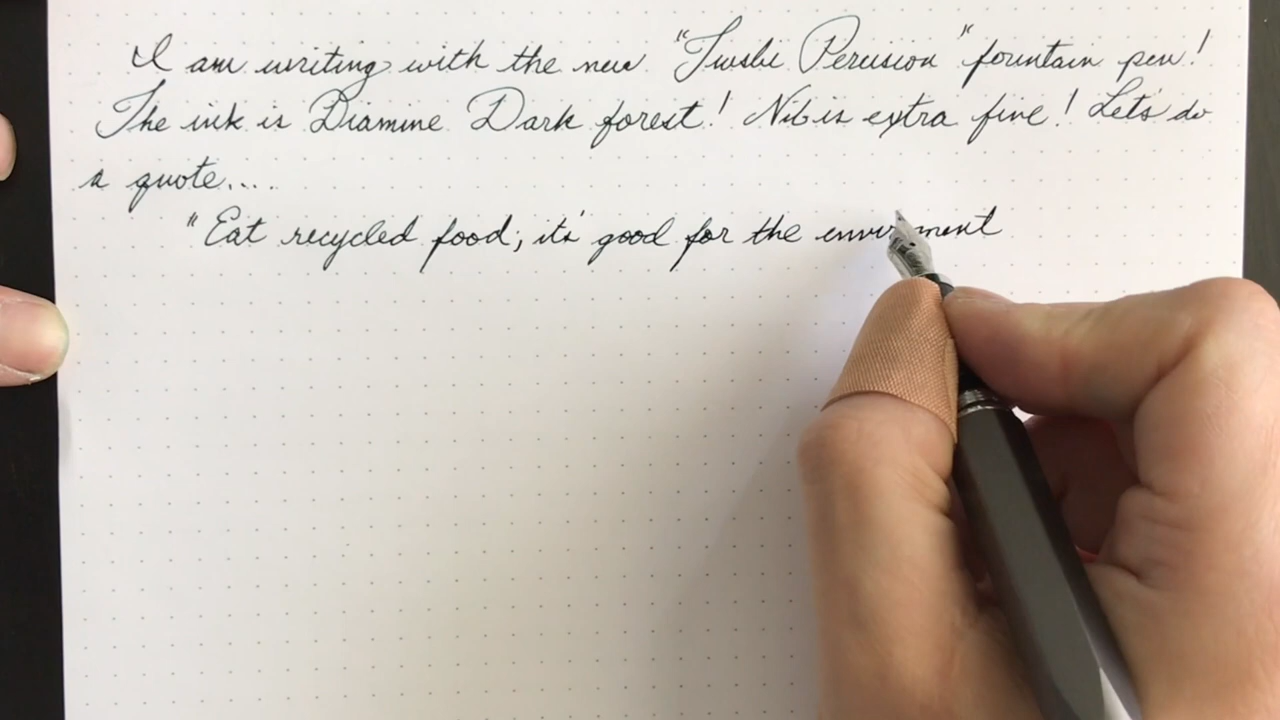 I am writing with the new "Twsbi Percision" fountain pen!
The ink is Diamine Dark forest! Nib is extra fine! Let's do
a quote....
"Eat recycled food; it's good for the